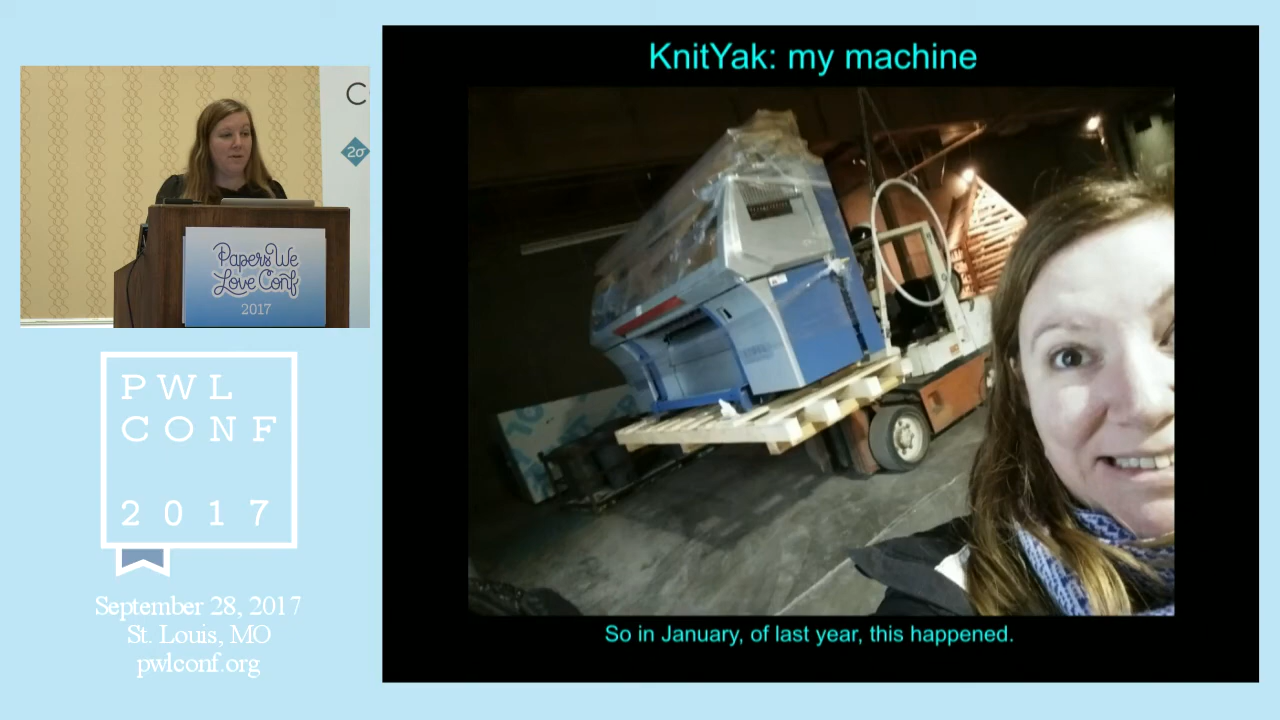 KnitYak: my machine
So in January, of last year, this happened.
C
2σ
Papers We
Love Conf
2017
PWL
CONF
2017
September 28, 2017
St. Louis, MO
pwlconf.org